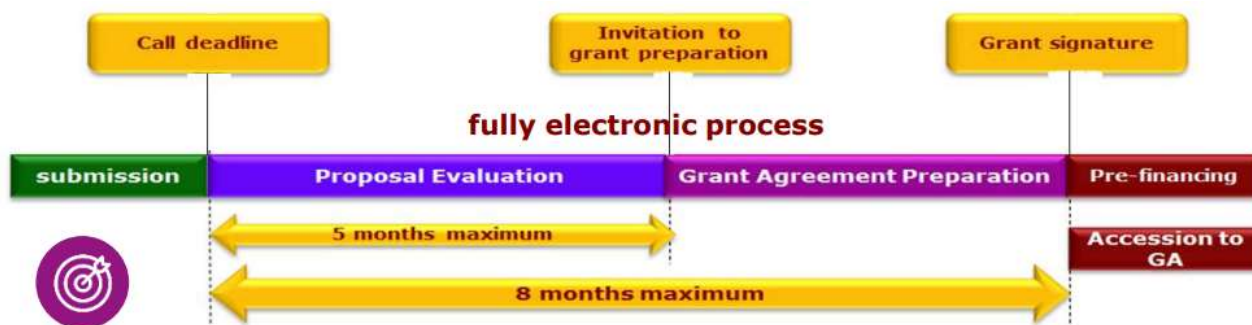 Call deadline
Invitation to
grant preparation
Grant signature
fully electronic process
submission
Proposal Evaluation
Grant Agreement Preparation
Pre-financing
5 months maximum
Accession to
GA
8 months maximum